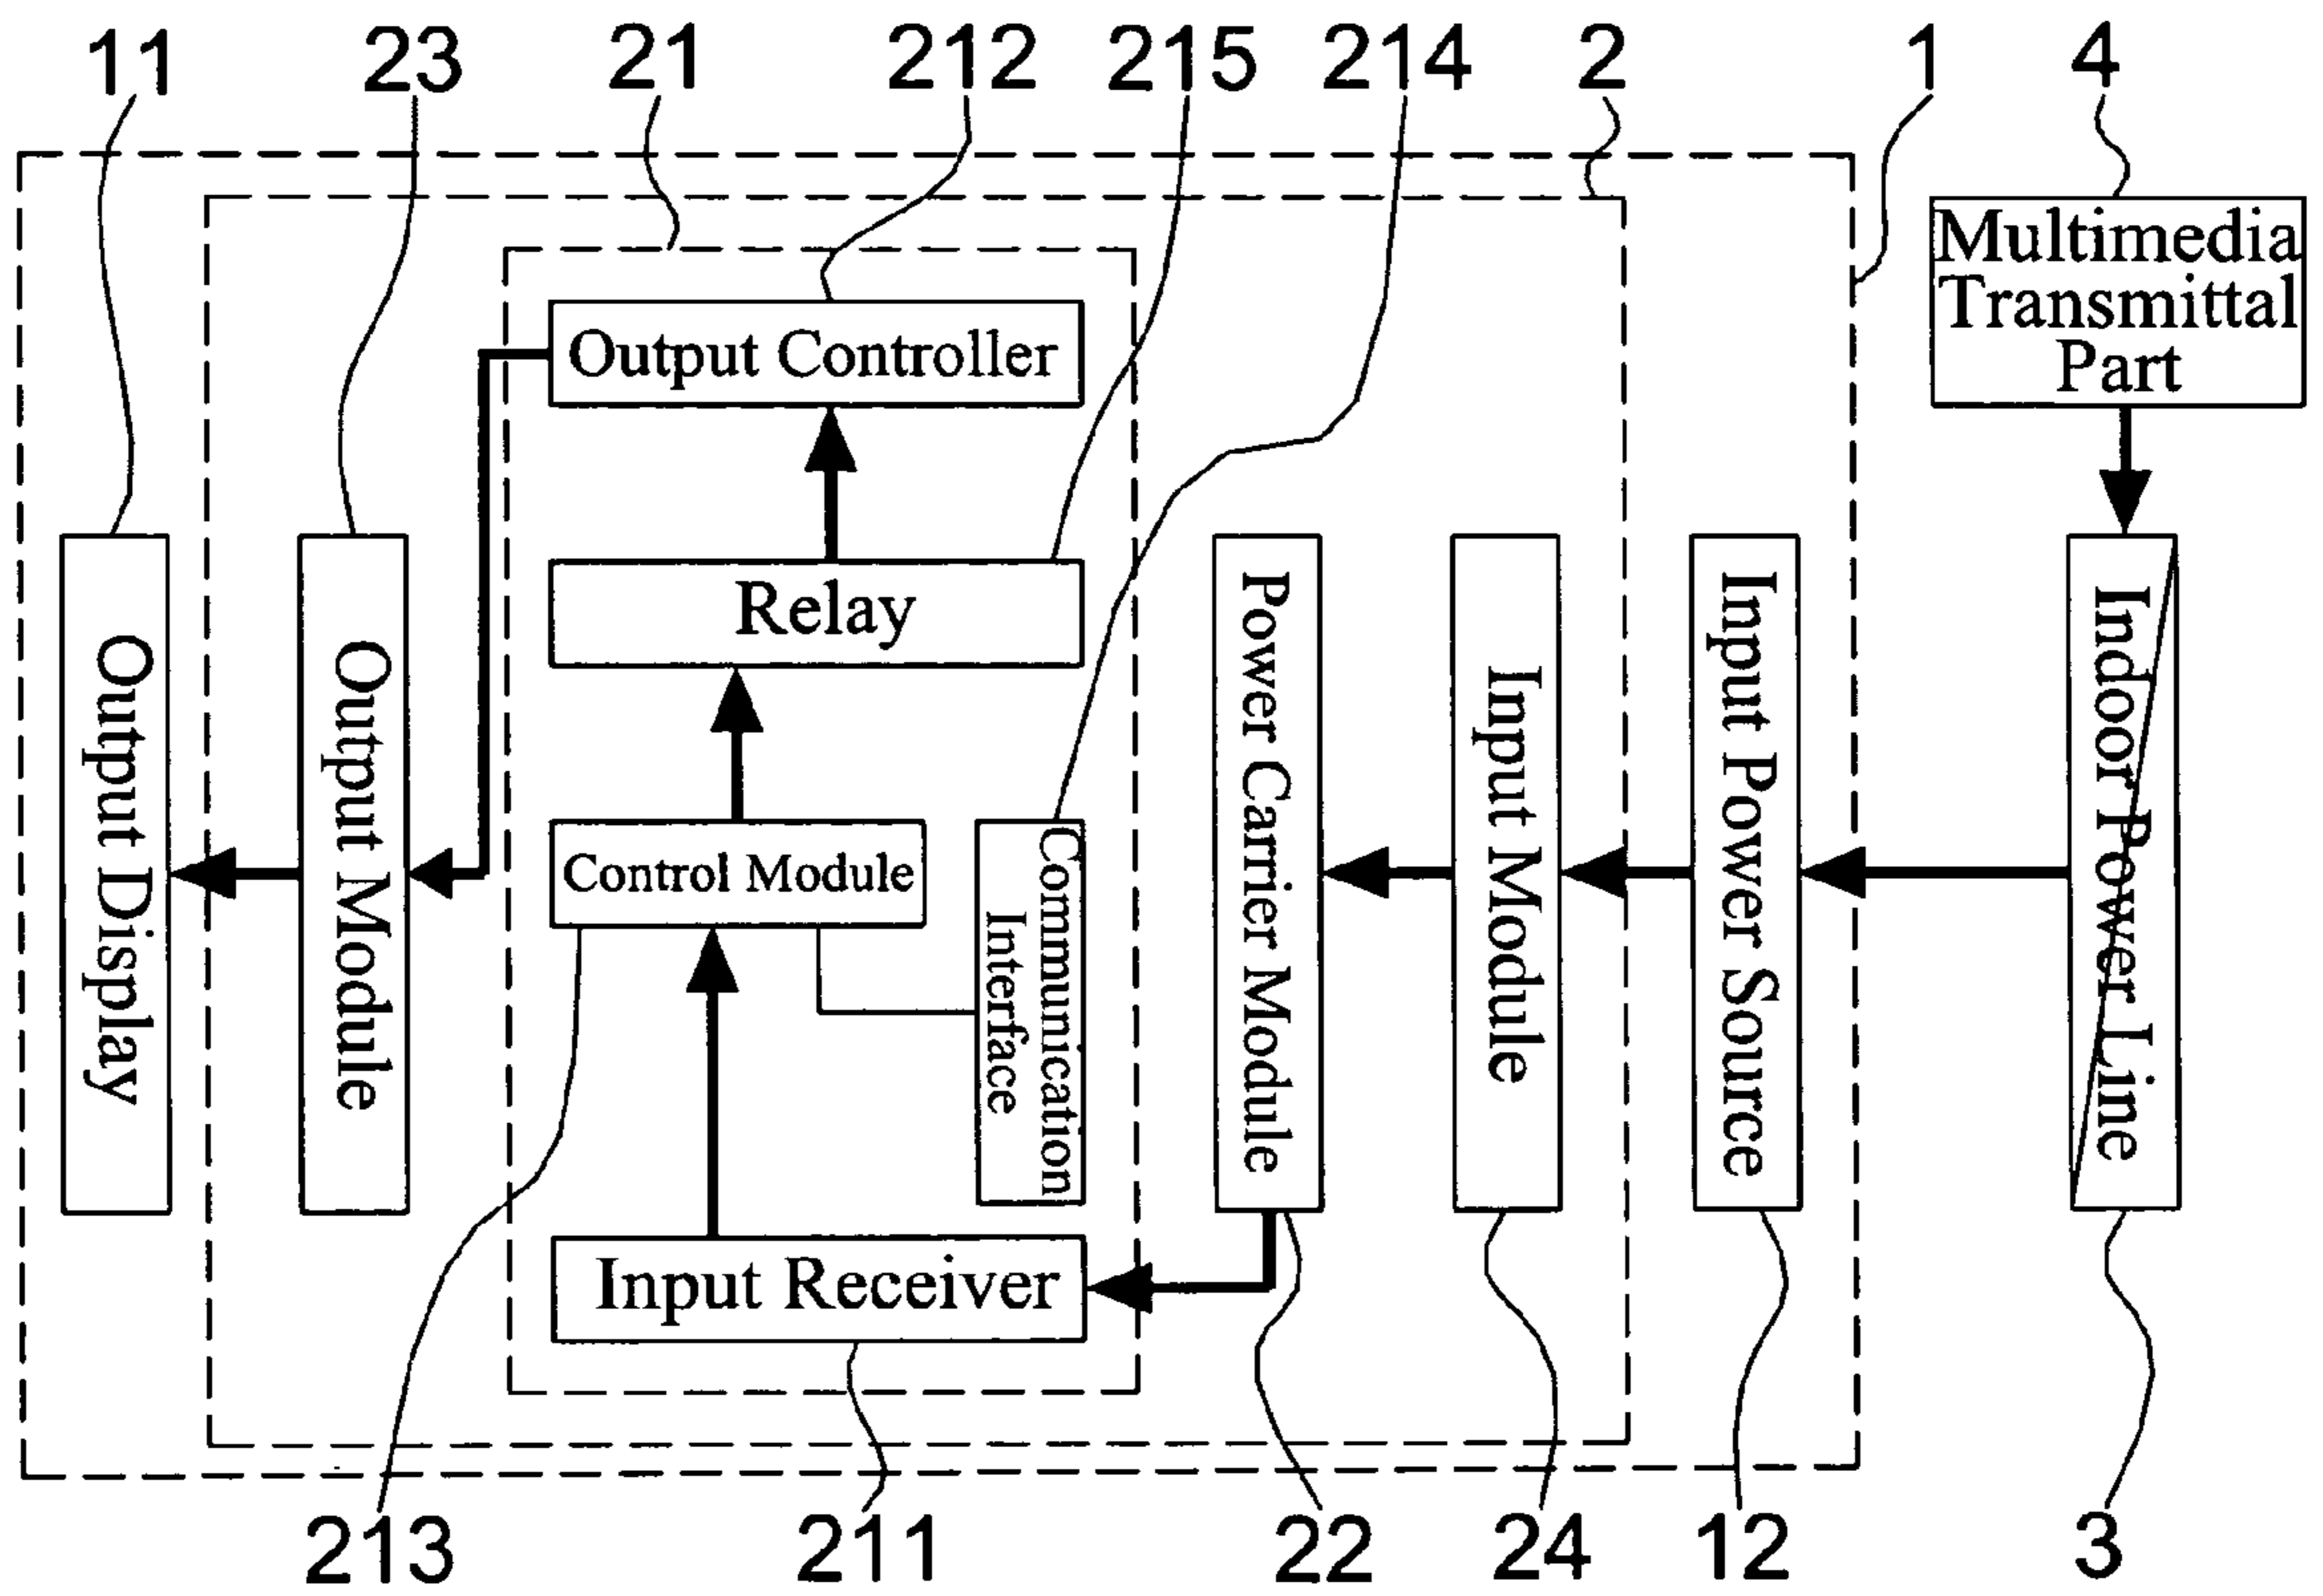 11 23 21 212 215 214 2 1 4
Multimedia
Transmittal
Part
Output Controller
Relay
Control Module
Communication
Interface
Input Receiver
Output Display
Output Module
Power Carrier Module
Input Module
Input Power Source
Indoor Power Line
213 211 22 24 12 3